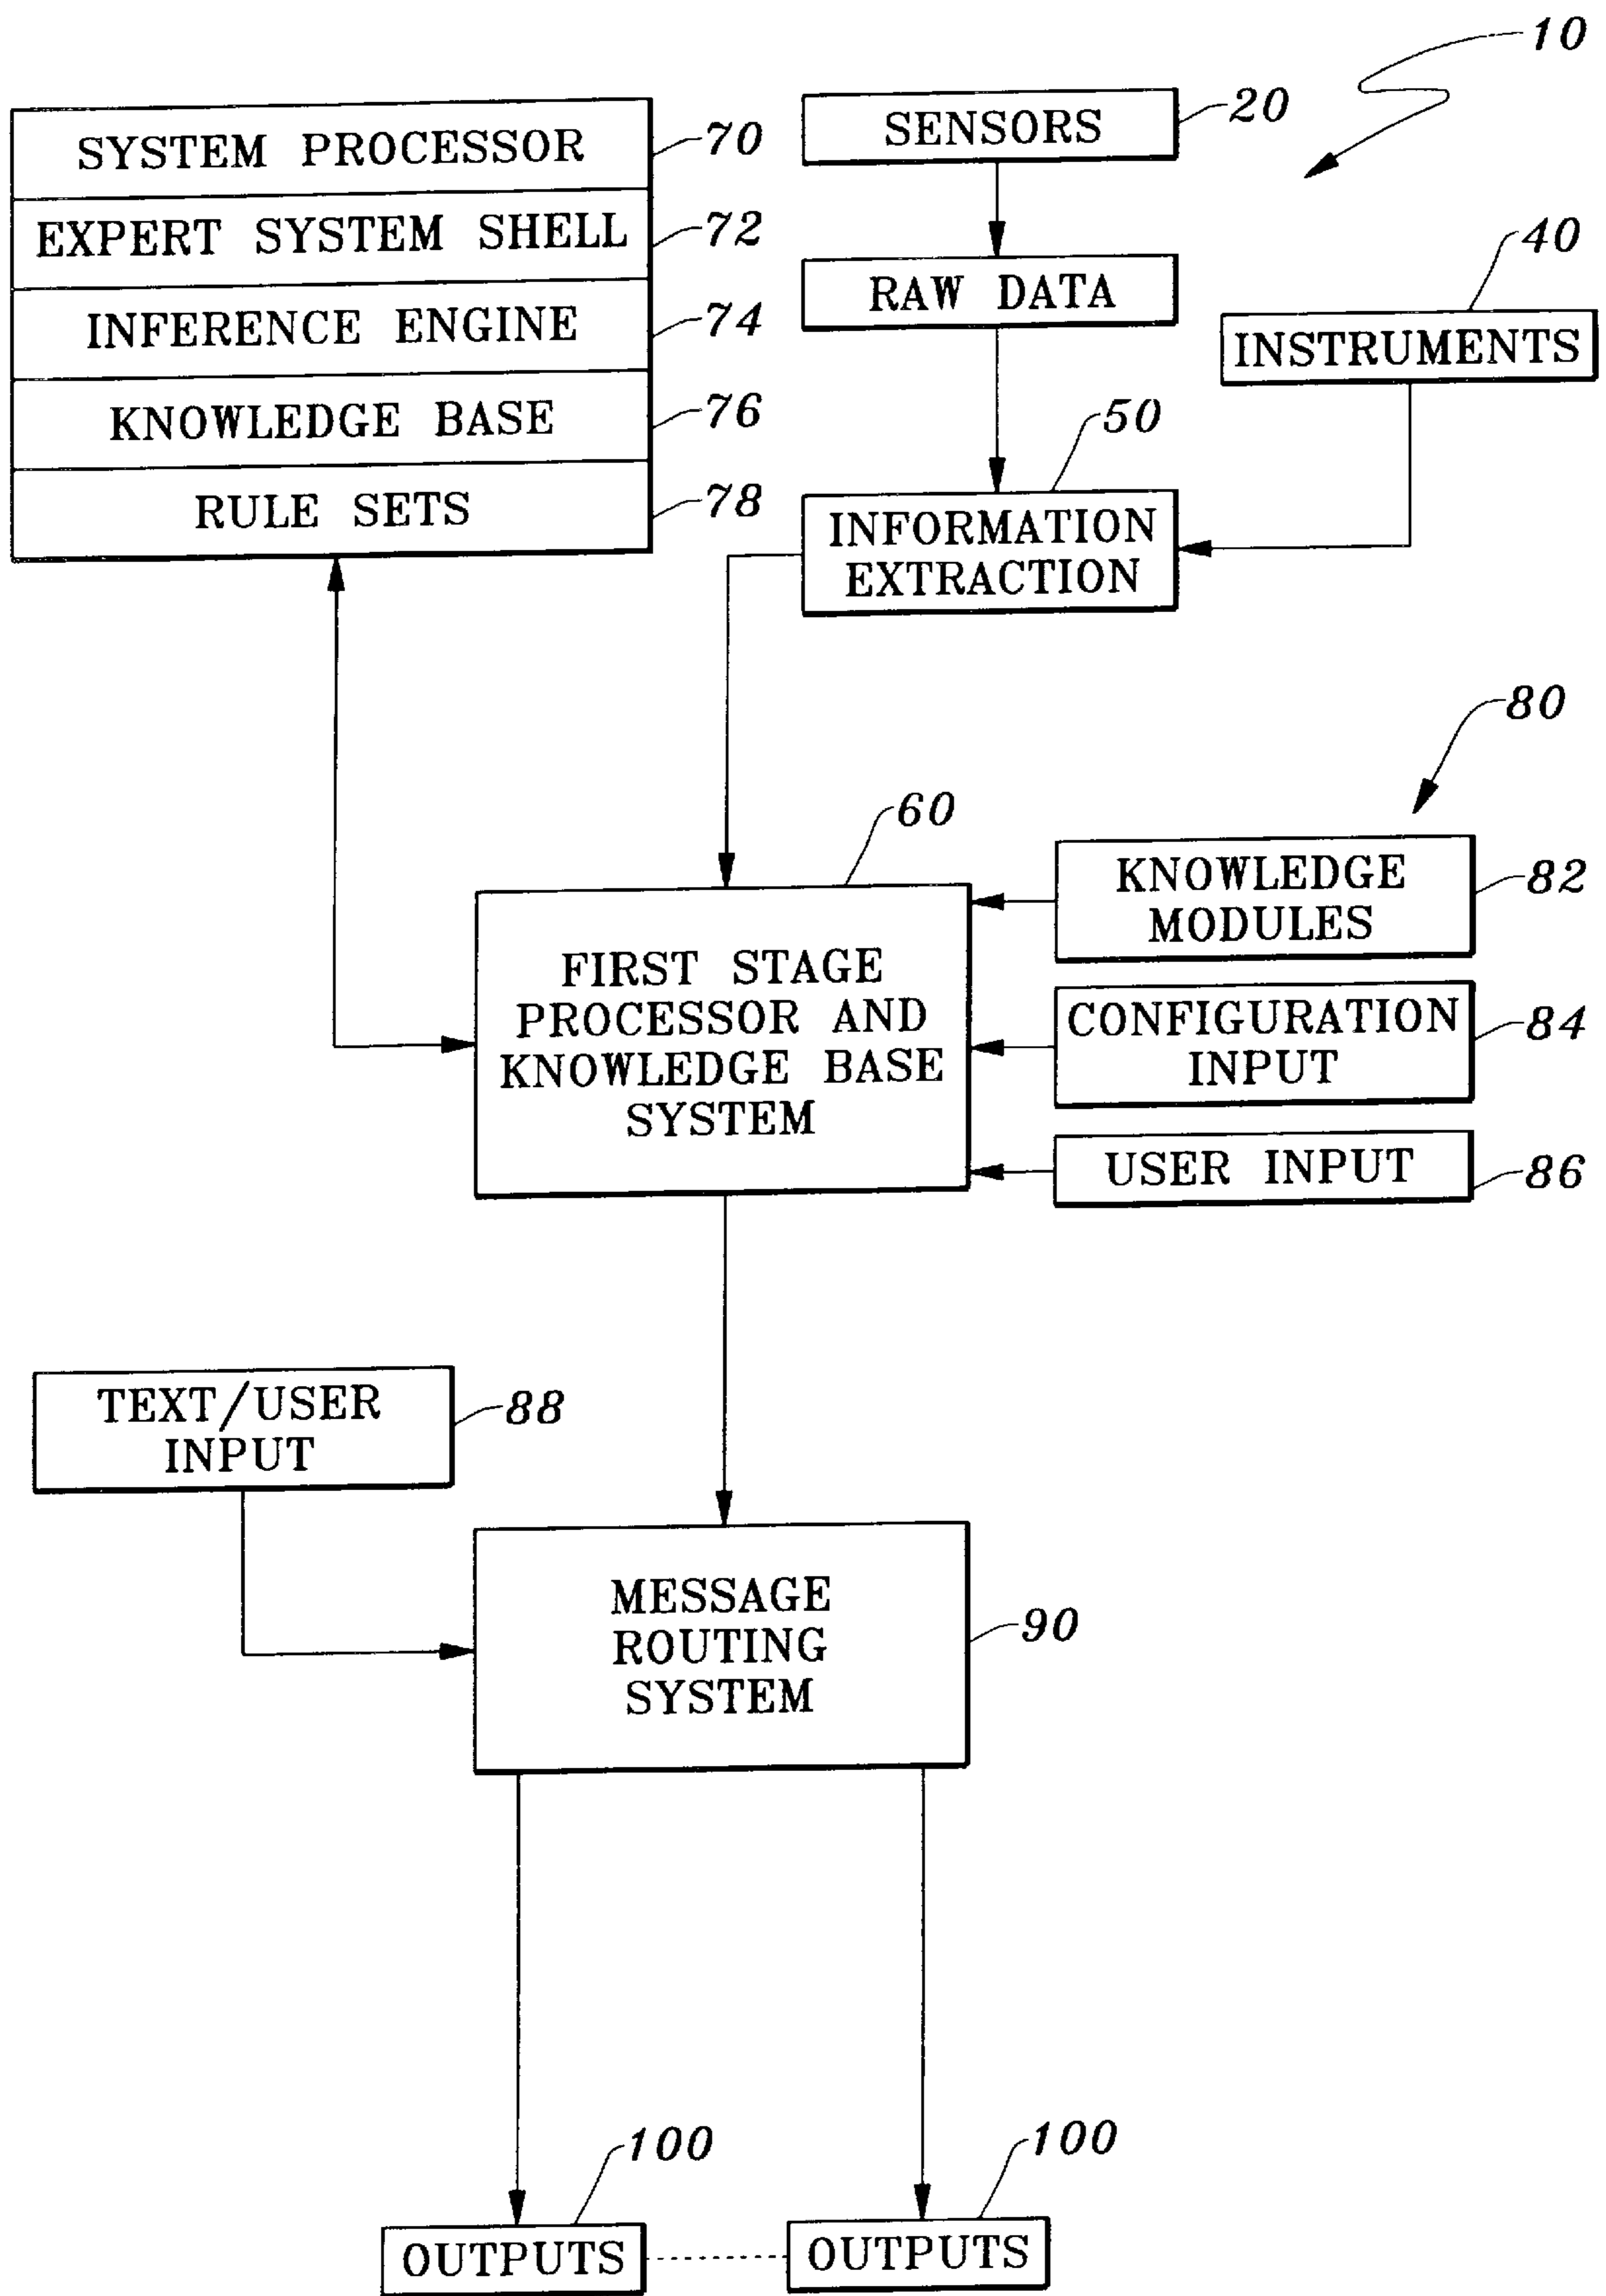 10
SYSTEM PROCESSOR
70
EXPERT SYSTEM SHELL
72
INFERENCE ENGINE
74
KNOWLEDGE BASE
76
RULE SETS
78
SENSORS
20
RAW DATA
INSTRUMENTS
40
50
INFORMATION
EXTRACTION
80
60
FIRST STAGE
PROCESSOR AND
KNOWLEDGE BASE
SYSTEM
KNOWLEDGE
MODULES
82
CONFIGURATION
INPUT
84
USER INPUT
86
TEXT/USER
INPUT
88
MESSAGE
ROUTING
SYSTEM
90
100
OUTPUTS
100
OUTPUTS